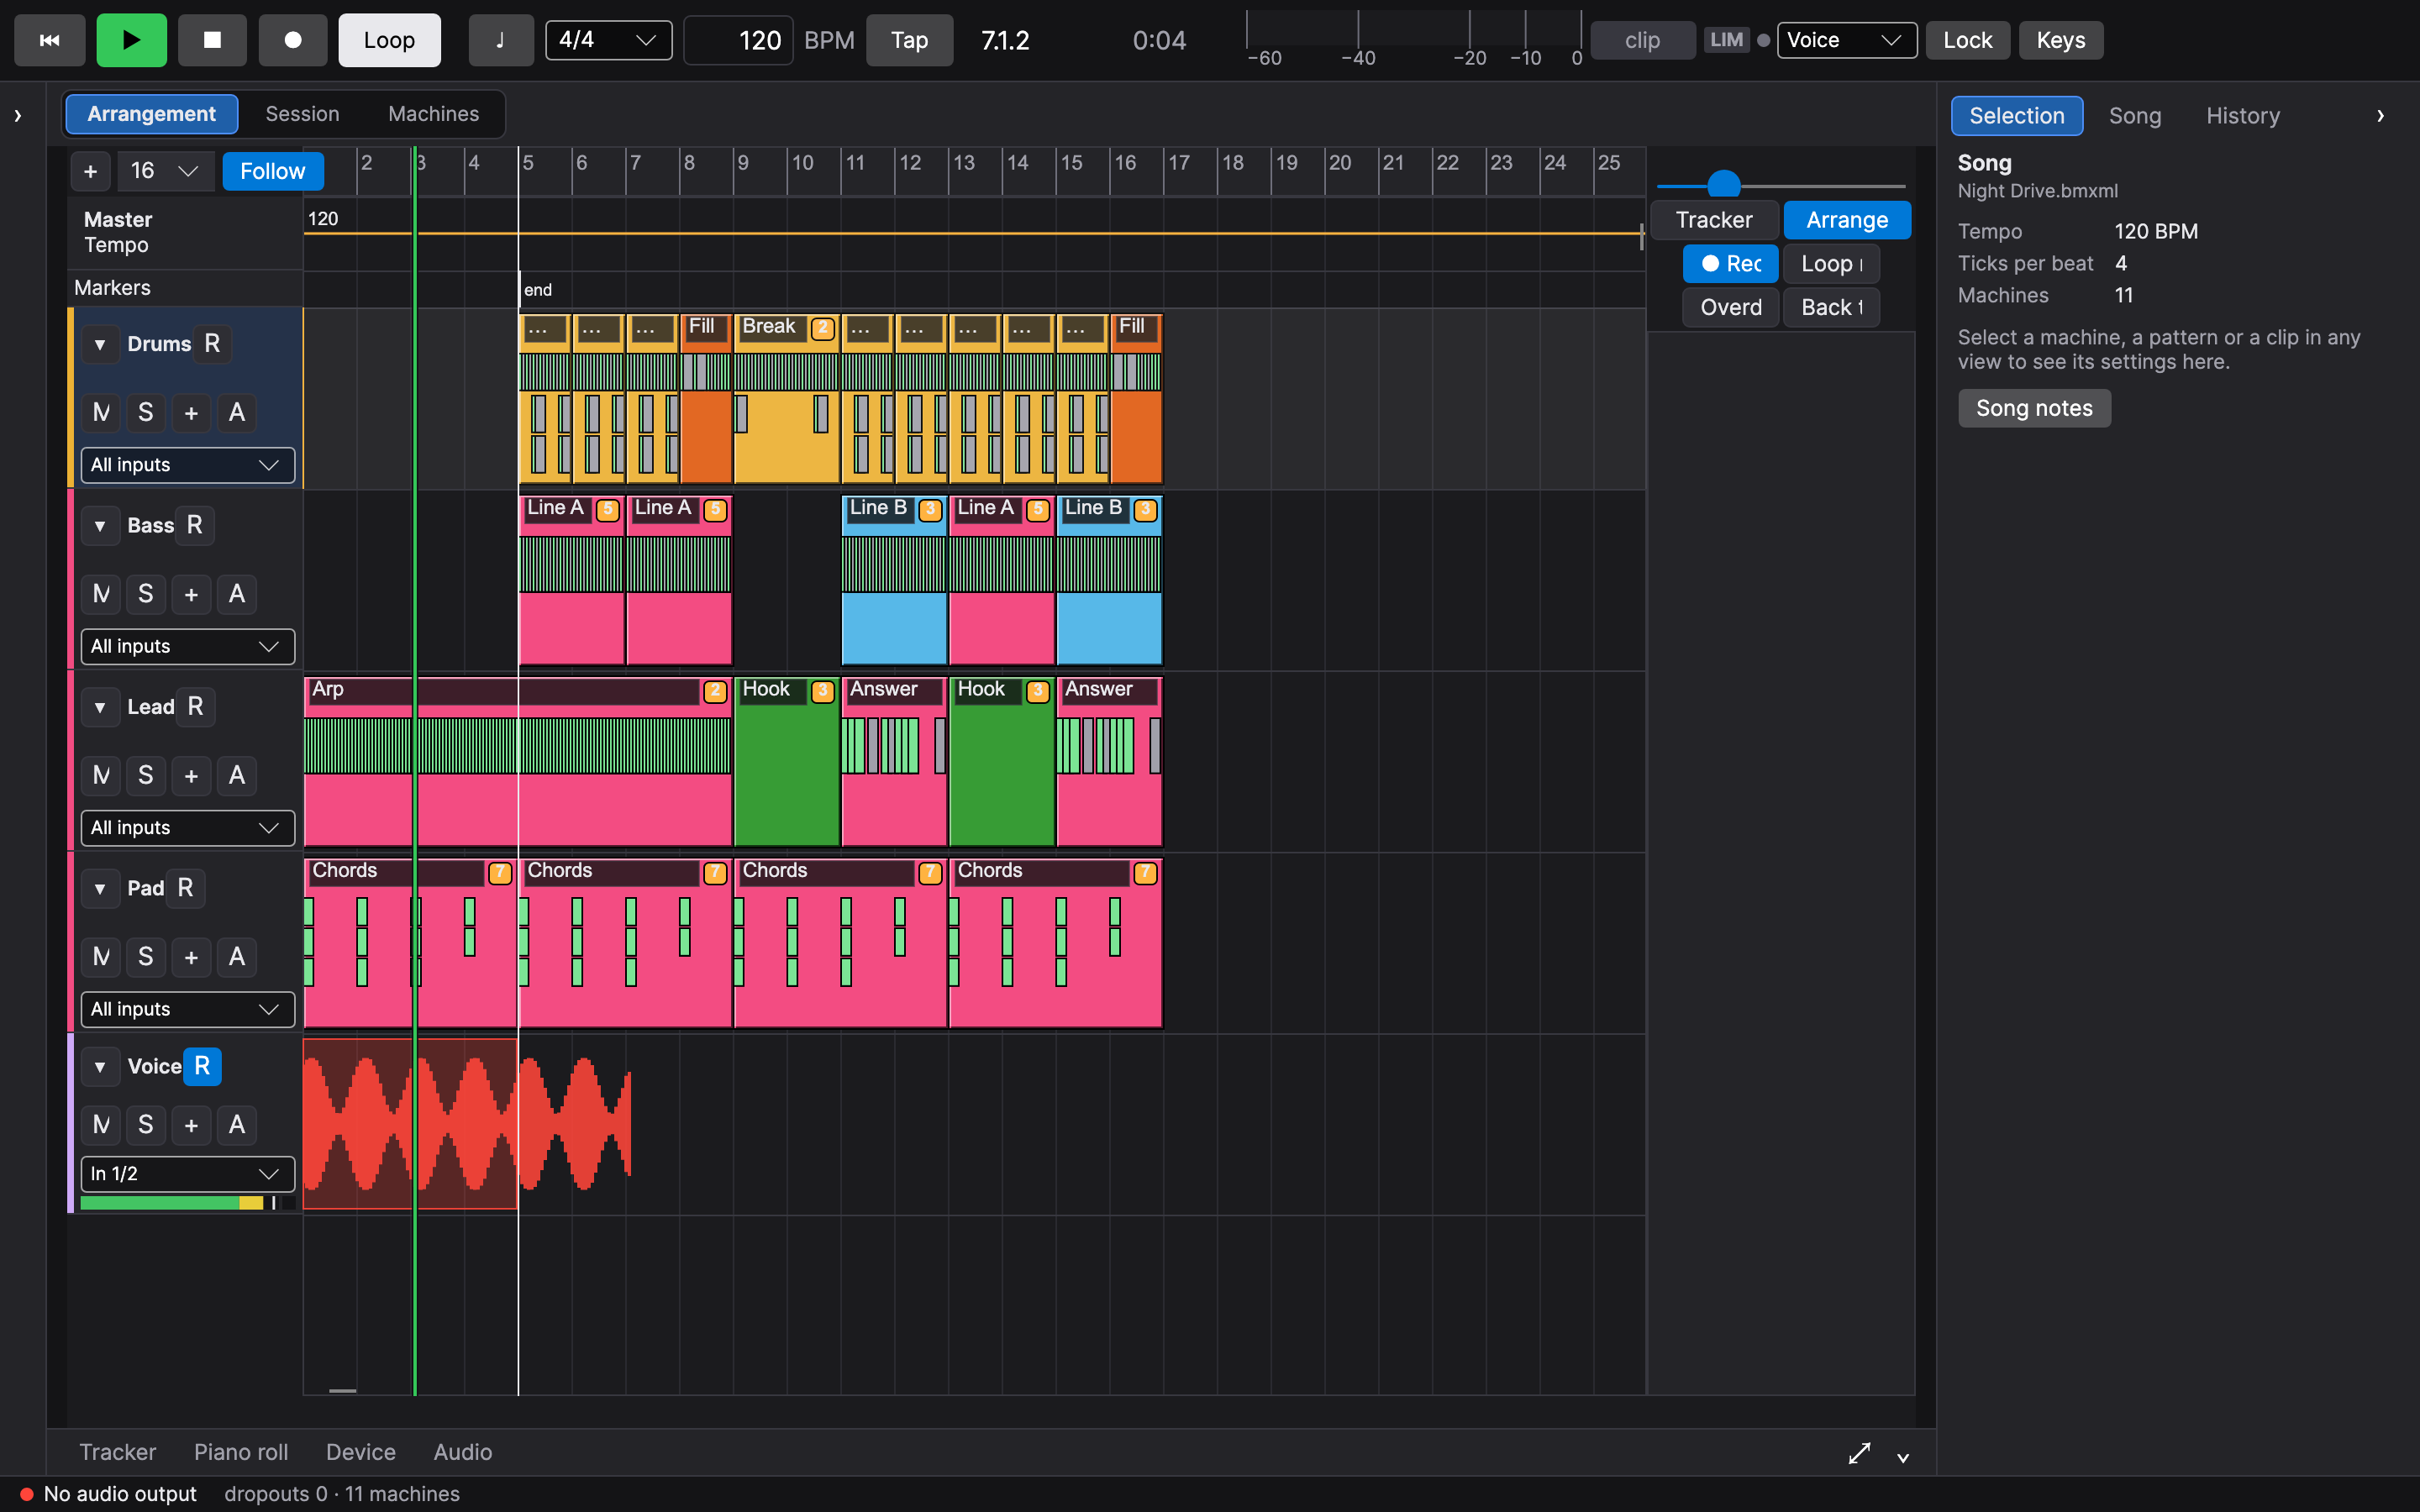 Loop
4/4
120 BPM
Tap
7.1.2
0:04
-60 -40 -20 -10 0
clip
LIM
Voice
Lock
Keys
Arrangement Session Machines
Selection Song History
+ 16 Follow
2 3 4 5 6 7 8 9 10 11 12 13 14 15 16 17 18 19 20 21 22 23 24 25
Master
Tempo
120
Markers
end
Tracker Arrange
Rec Loop
Overd Back t
Song
Night Drive.bmxml
Tempo 120 BPM
Ticks per beat 4
Machines 11
Select a machine, a pattern or a clip in any
view to see its settings here.
Song notes
Drums R
M S + A
All inputs
... ... ... Fill Break 2 ... ... ... ... ... Fill
Bass R
M S + A
All inputs
Line A 5 Line A 5 Line B 3 Line A 5 Line B 3
Lead R
M S + A
All inputs
Arp 2 Hook 3 Answer Hook 3 Answer
Pad R
M S + A
All inputs
Chords 7 Chords 7 Chords 7 Chords 7
Voice R
M S + A
In 1/2
Tracker Piano roll Device Audio
No audio output dropouts 0 · 11 machines